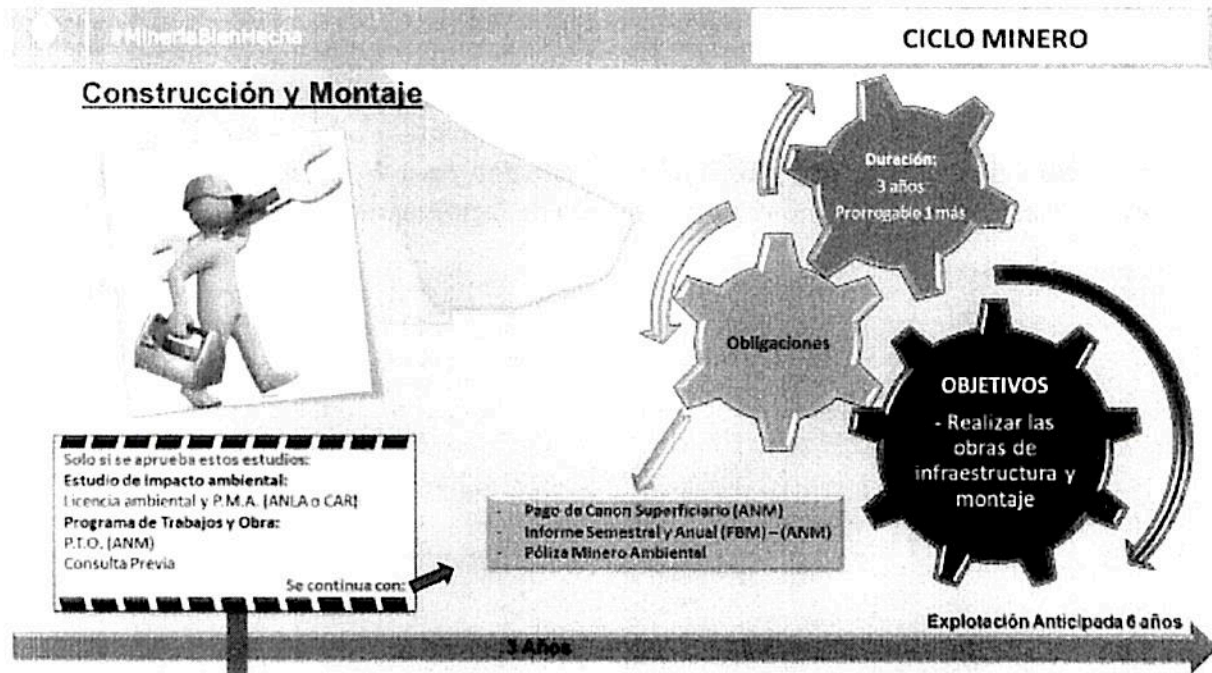 #MineríaBienHecha
CICLO MINERO
Construcción y Montaje
Duración:
3 años
Prorrogable 1 más
Obligaciones
OBJETIVOS
- Realizar las
obras de
infraestructura y
montaje
Solo si se aprueba estos estudios:
Estudio de Impacto ambiental:
Licencia ambiental y P.M.A. (ANLA o CAR)
Programa de Trabajos y Obra:
P.T.O. (ANM)
Consulta Previa
Se continua con:
- Pago de Canon Superficiario (ANM)
- Informe Semestral y Anual (FBM) – (ANM)
- Póliza Minero Ambiental
Explotación Anticipada 6 años
3 Años